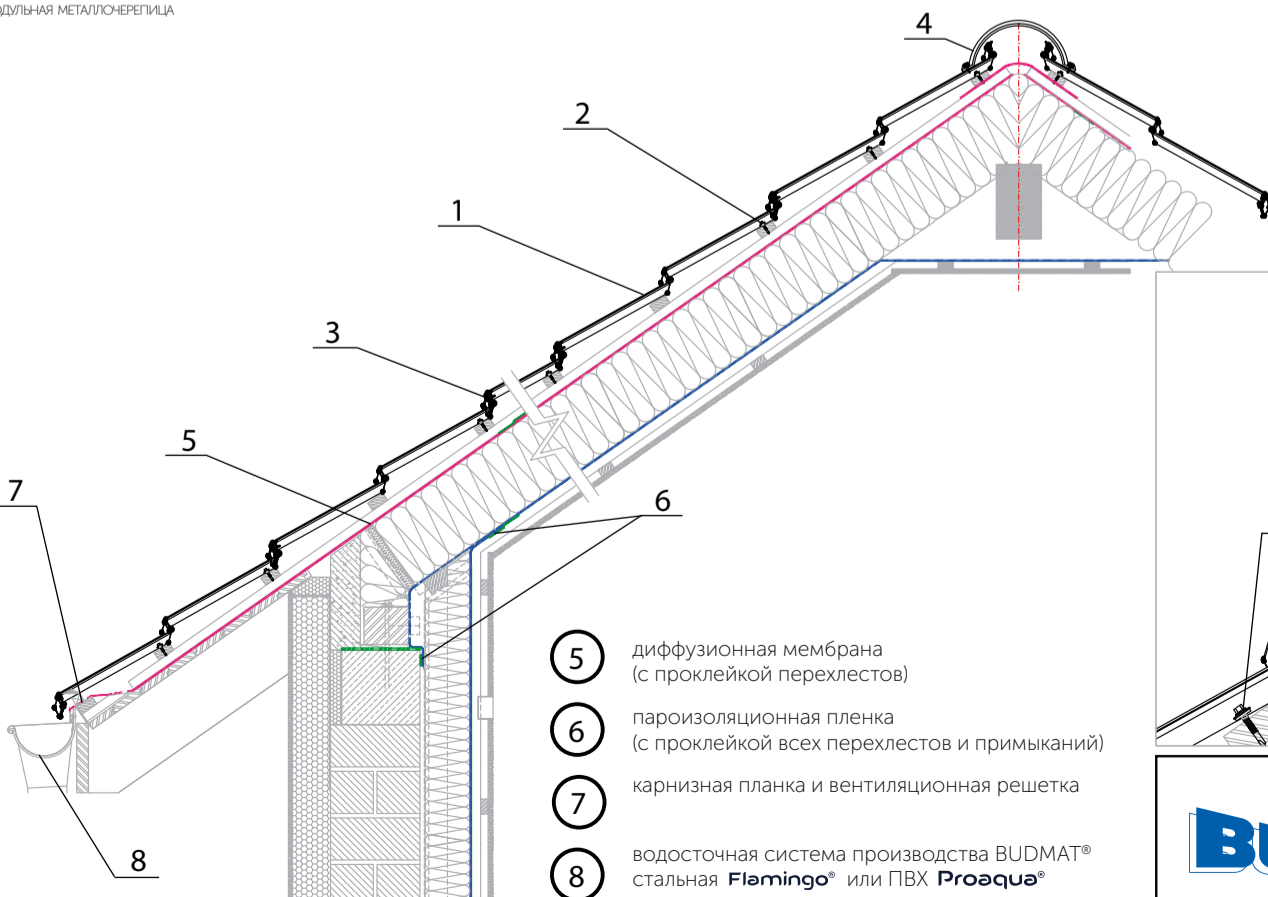 МЕТАЛЛОЧЕРЕПИЦА
4
2
1
3
5
7
6
8
5 диффузионная мембрана
(с проклейкой перехлестов)
6 пароизоляционная пленка
(с проклейкой всех перехлестов и примыканий)
7 карнизная планка и вентиляционная решетка
8 водосточная система производства BUDMAT®
стальная Flamingo® или ПВХ Proaqua®